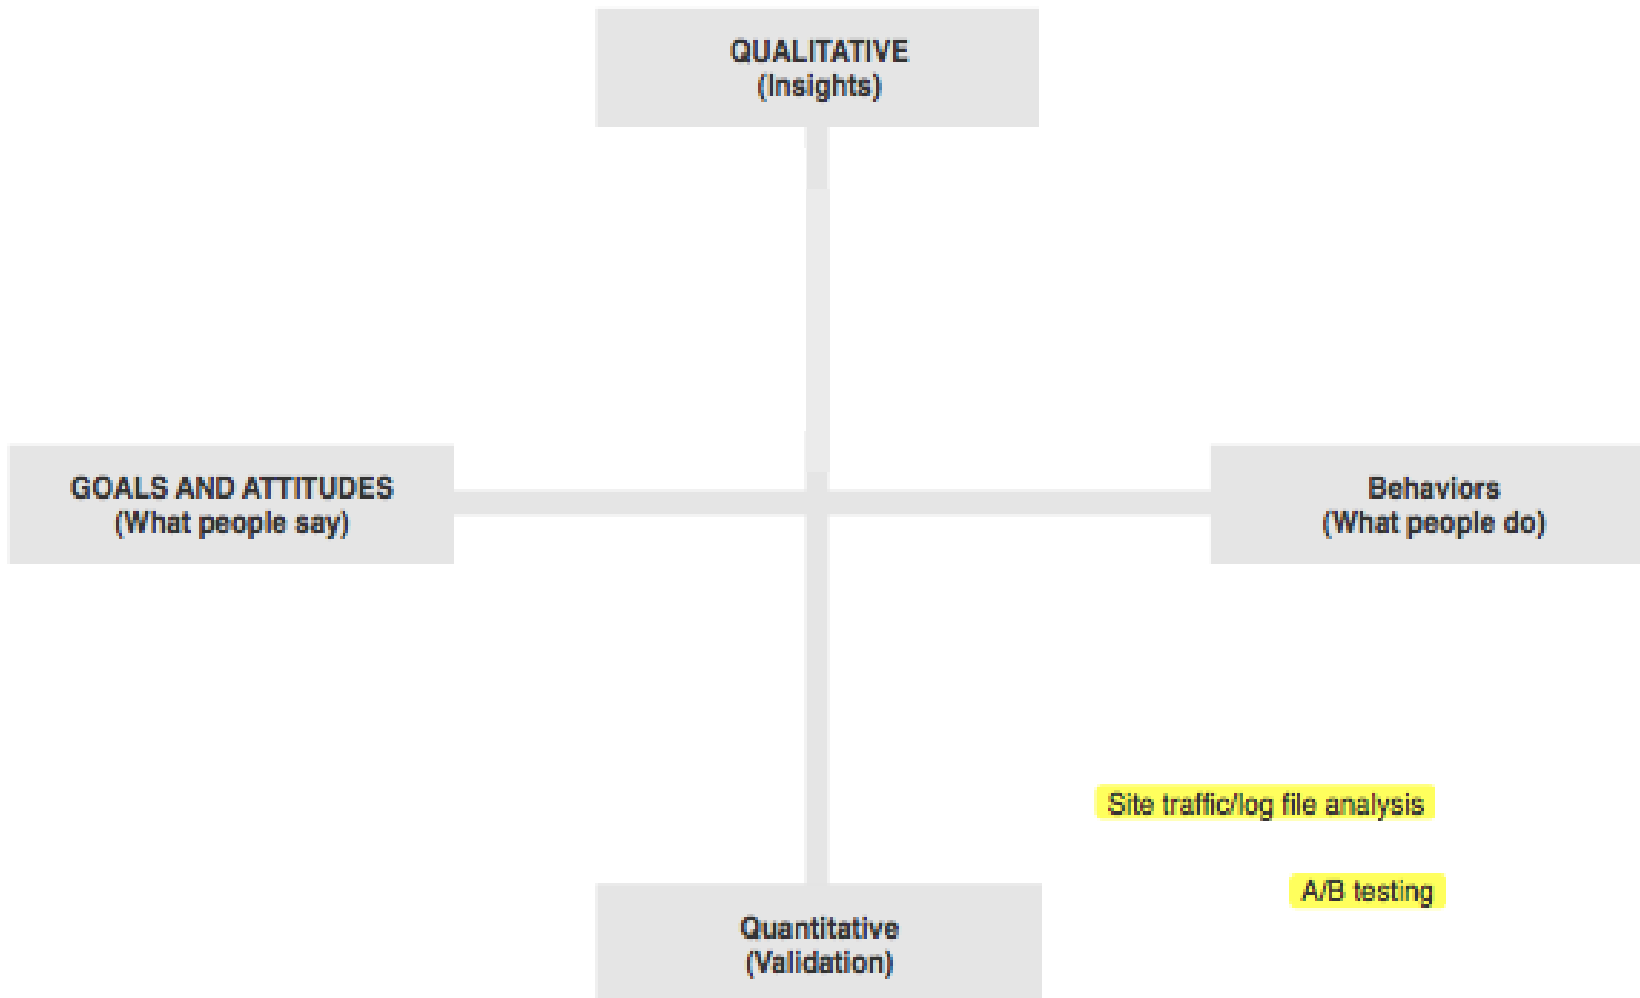 QUALITATIVE
(Insights)
GOALS AND ATTITUDES
(What people say)
Behaviors
(What people do)
Site traffic/log file analysis
A/B testing
Quantitative
(Validation)